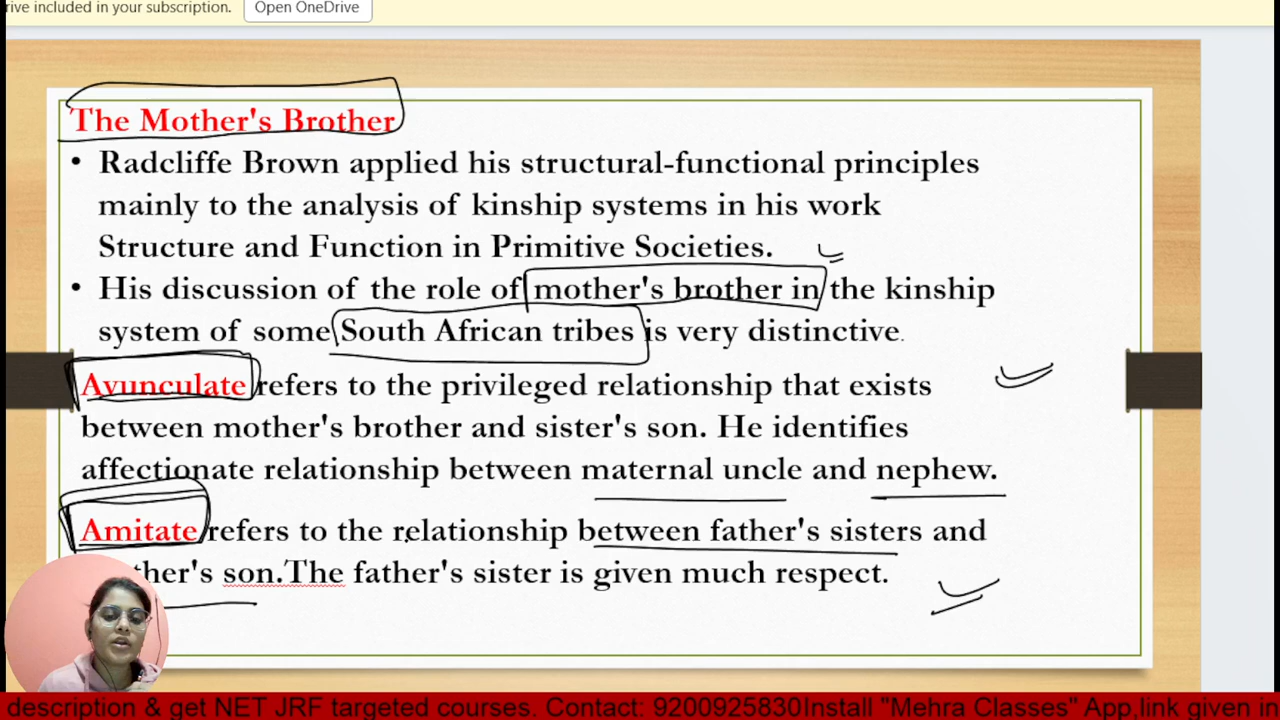 rive included in your subscription. Open OneDrive
The Mother's Brother
• Radcliffe Brown applied his structural-functional principles
mainly to the analysis of kinship systems in his work
Structure and Function in Primitive Societies.
• His discussion of the role of mother's brother in the kinship
system of some South African tribes is very distinctive.
Avunculate refers to the privileged relationship that exists
between mother's brother and sister's son. He identifies
affectionate relationship between maternal uncle and nephew.
Amitate refers to the relationship between father's sisters and
ther's son.The father's sister is given much respect.
description & get NET JRF targeted courses. Contact: 9200925830Install "Mehra Classes" App,link given in